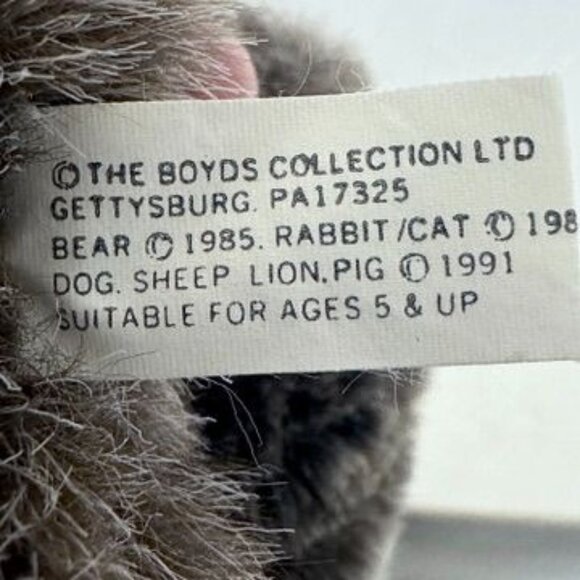 © THE BOYDS COLLECTION LTD
GETTYSBURG. PA17325
BEAR © 1985. RABBIT/CAT © 198
DOG. SHEEP LION.PIG © 1991
SUITABLE FOR AGES 5 & UP